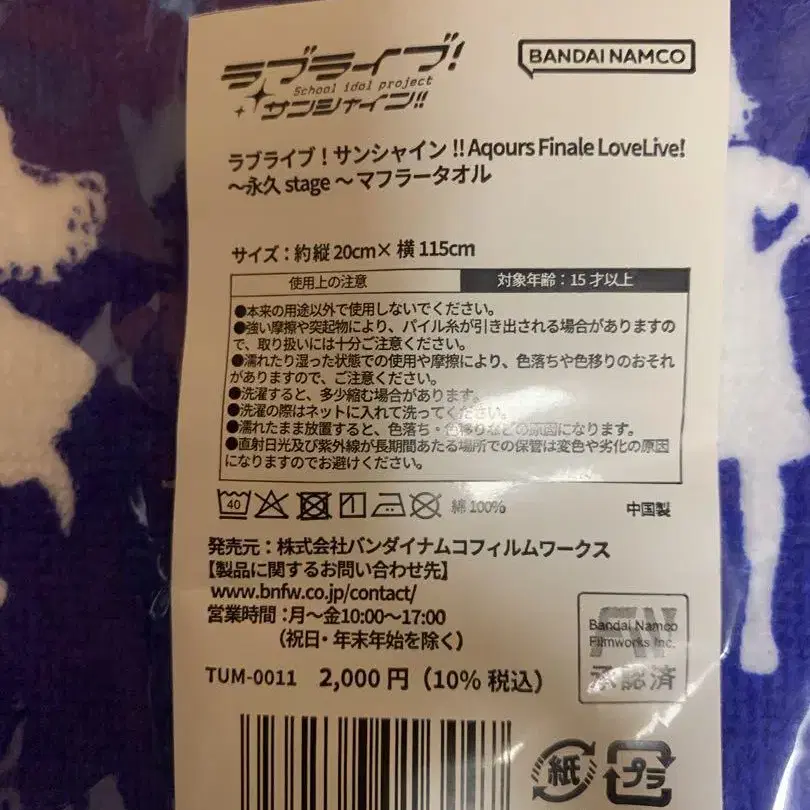 ラブライブ!
School idol project
サンシャイン!!
BANDAI NAMCO
ラブライブ！サンシャイン!! Aqours Finale LoveLive!
～永久 stage ～マフラータオル
サイズ：約縦 20cm× 横 115cm
使用上の注意
対象年齢：15 才以上
●本来の用途以外で使用しないでください。
●強い摩擦や突起物により、パイル糸が引き出される場合がありますの
で、取り扱いには十分ご注意ください。
●濡れたり湿った状態での使用や摩擦により、色落ちや色移りのおそれ
がありますので、ご注意ください。
●洗濯すると、多少縮む場合があります。
●洗濯の際はネットに入れて洗ってください。
●濡れたまま放置すると、色落ち・色移りなどの原因になります。
●直射日光及び紫外線が長期間あたる場所での保管は変色や劣化の原因
になりますのでお避けください。
40
綿 100%
中国製
発売元：株式会社バンダイナムコフィルムワークス
【製品に関するお問い合わせ先】
www.bnfw.co.jp/contact/
営業時間：月～金10:00～17:00
（祝日・年末年始を除く）
Bandai Namco
Filmworks Inc.
承認済
TUM-0011 2,000 円（10% 税込）
紙
プラ